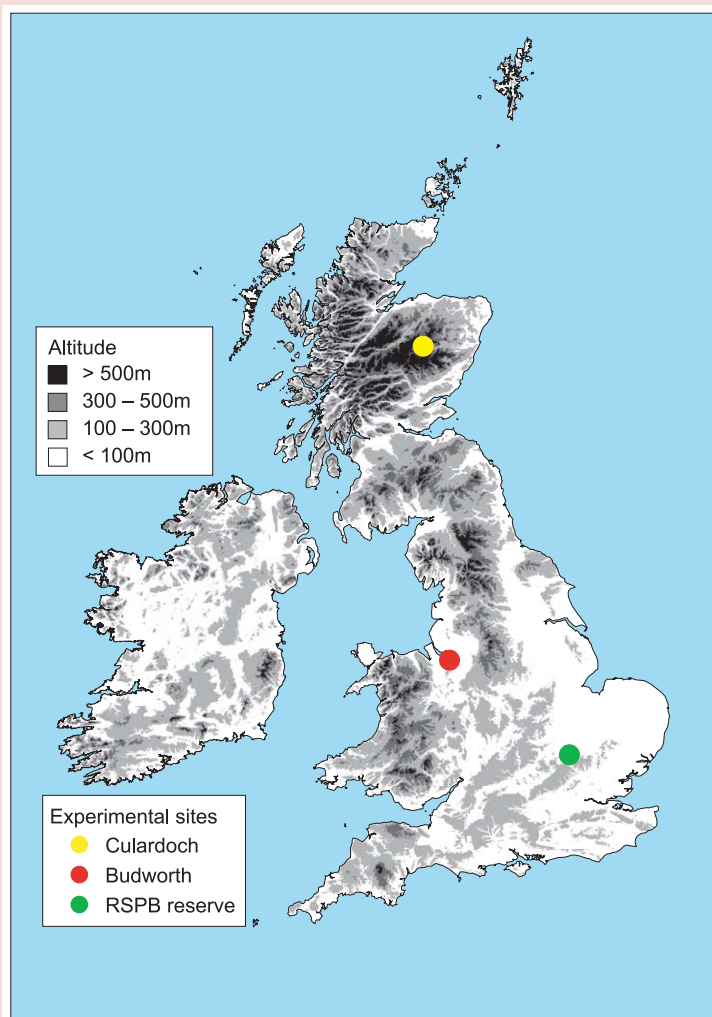 Altitude
> 500m
300 – 500m
100 – 300m
< 100m
Experimental sites
Culardoch
Budworth
RSPB reserve